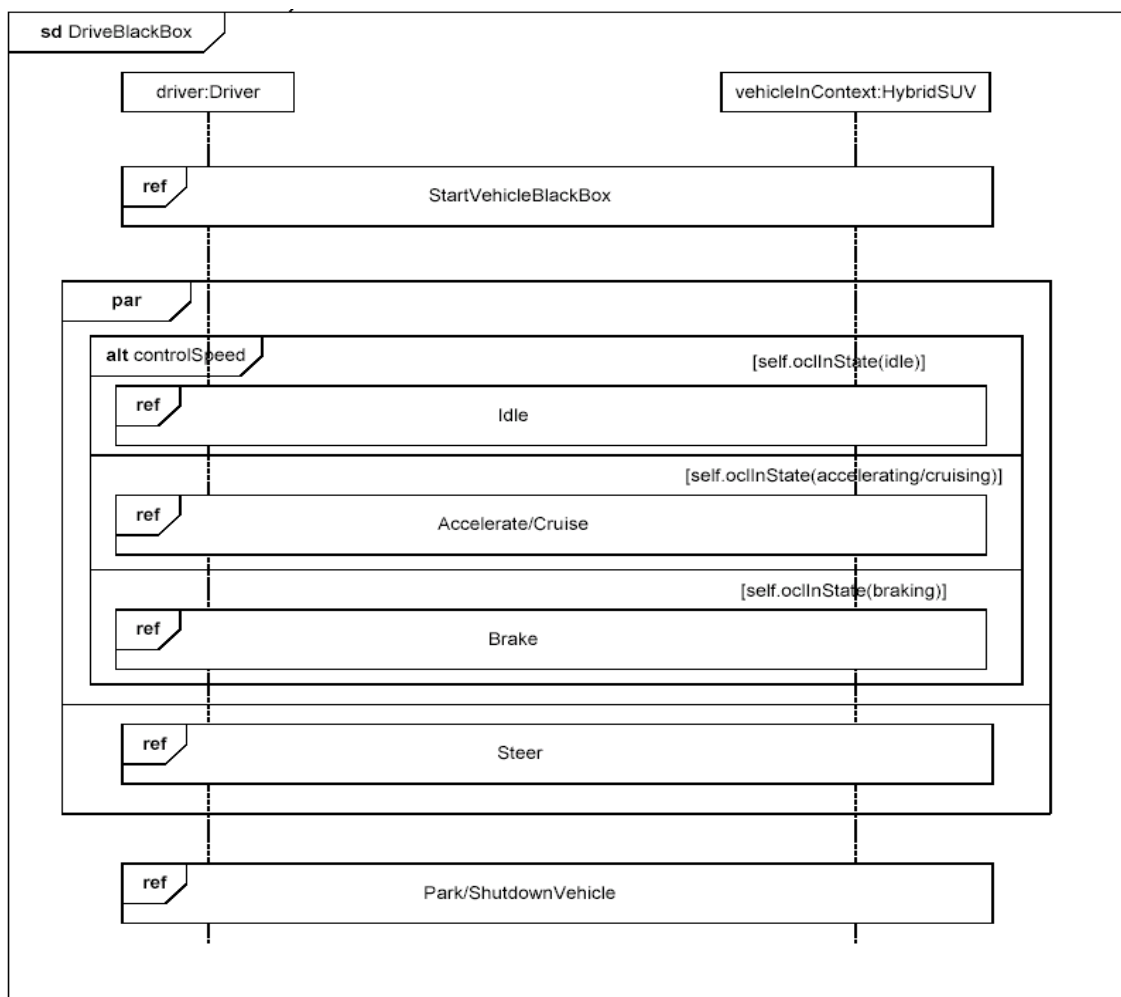 sd DriveBlackBox
driver:Driver
vehicleInContext:HybridSUV
ref
StartVehicleBlackBox
par
alt controlSpeed
[self.oclInState(idle)]
ref
Idle
[self.oclInState(accelerating/cruising)]
ref
Accelerate/Cruise
[self.oclInState(braking)]
ref
Brake
ref
Steer
ref
Park/ShutdownVehicle